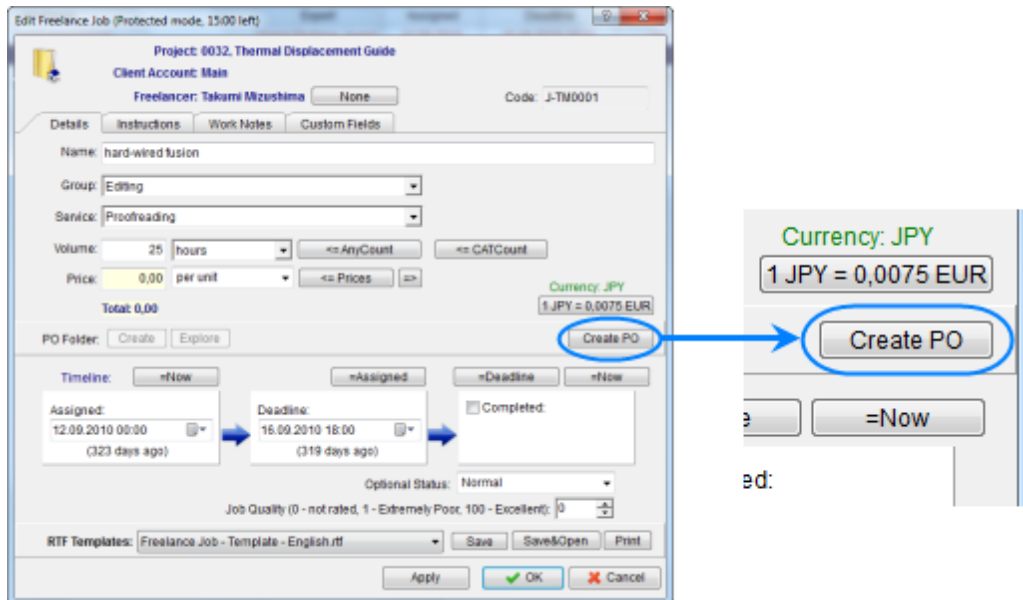 Edit Freelance Job (Protected mode, 15:00 left)
Project: 0032, Thermal Displacement Guide
Client Account: Main
Freelancer: Takumi Mizushima None Code: J-TM0001
Details Instructions Work Notes Custom Fields
Name: hard-wired fusion
Group: Editing
Service: Proofreading
Volume: 25 hours <= AnyCount <= CATCount
Price: 0,00 per unit <= Prices =>
Currency: JPY
Total: 0,00 1 JPY = 0,0075 EUR
PO Folder: Create Explore Create PO
Timeline: =Now =Assigned =Deadline =Now
Assigned: Deadline: Completed:
12.09.2010 00:00 16.09.2010 18:00
(323 days ago) (319 days ago)
Optional Status: Normal
Job Quality (0 - not rated, 1 - Extremely Poor, 100 - Excellent): 0
RTF Templates: Freelance Job - Template - English.rtf Save Save&Open Print
Apply OK Cancel
Currency: JPY
1 JPY = 0,0075 EUR
Create PO
e =Now
ed: